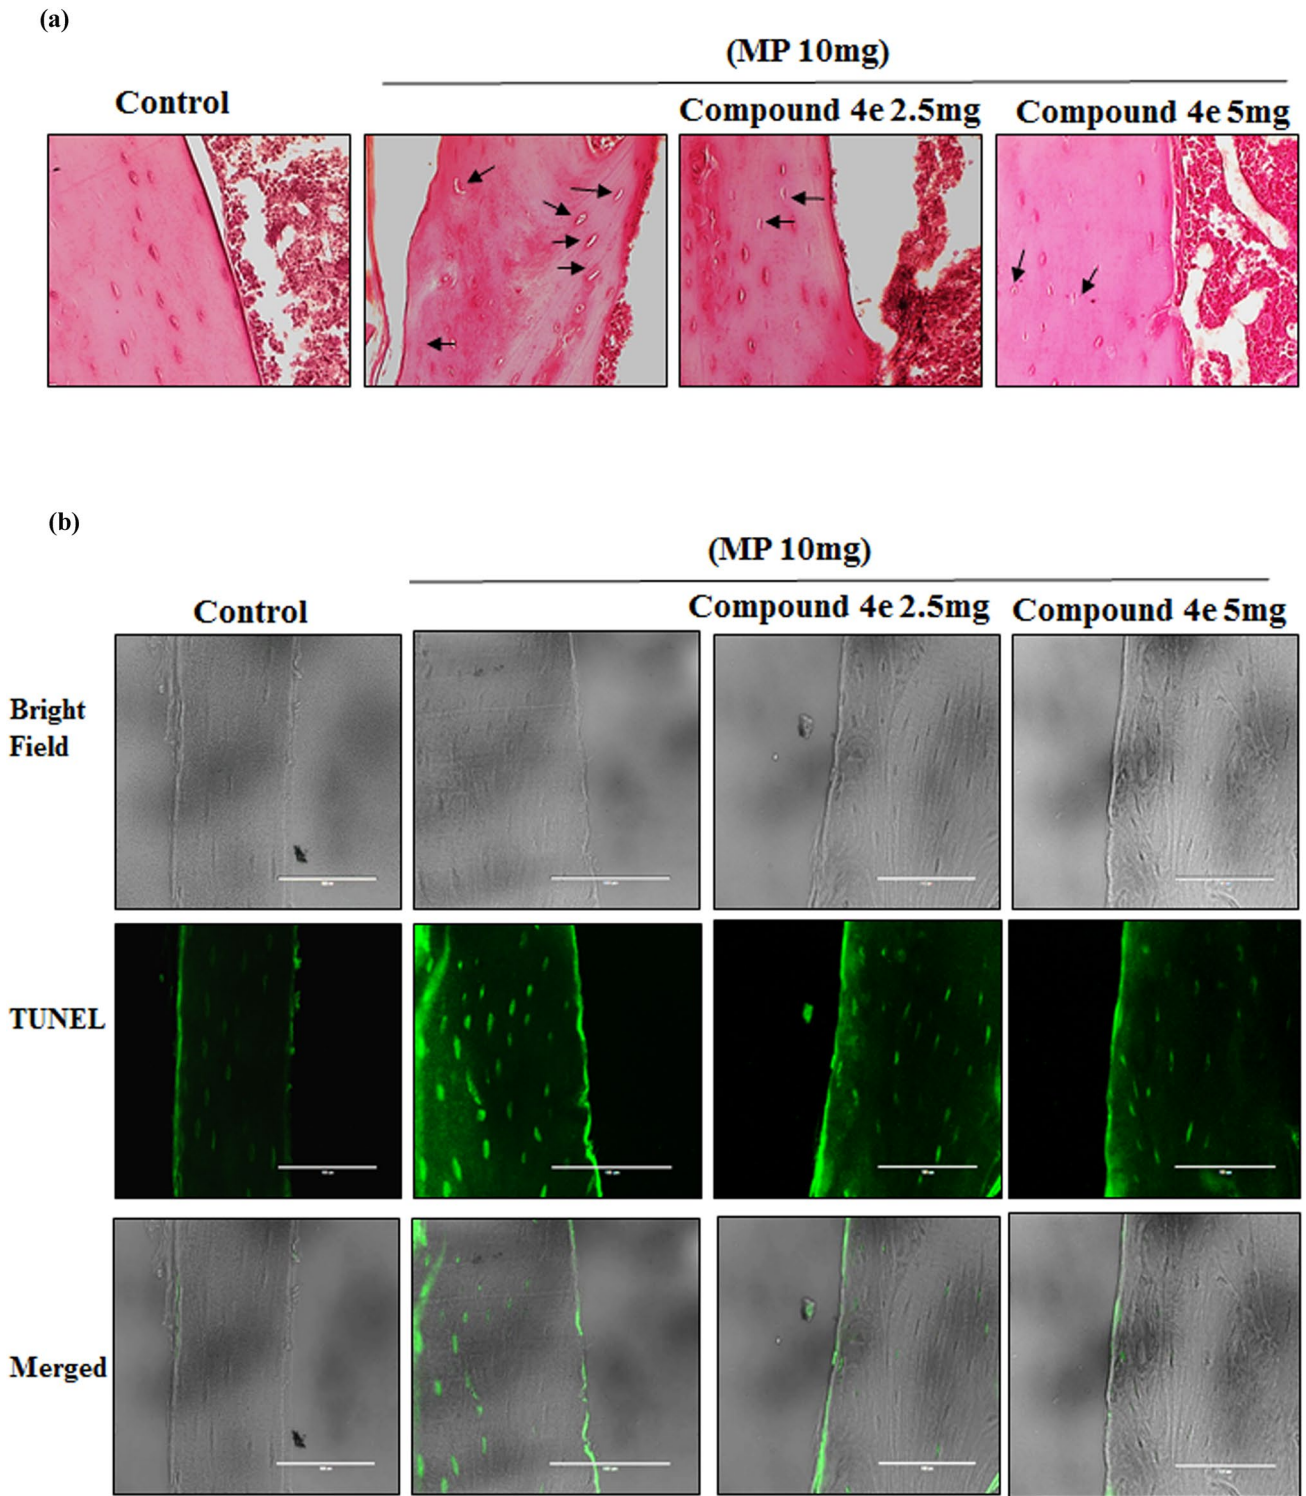 (a)
(MP 10mg)
Control
Compound 4e 2.5mg
Compound 4e 5mg
(b)
(MP 10mg)
Control
Compound 4e 2.5mg
Compound 4e 5mg
Bright
Field
TUNEL
Merged